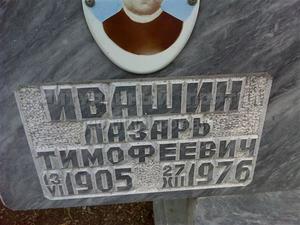 ИВАШИН
ЛАЗАРЬ
ТИМОФЕЕВИЧ
13 VI 1905 27 XII 1976